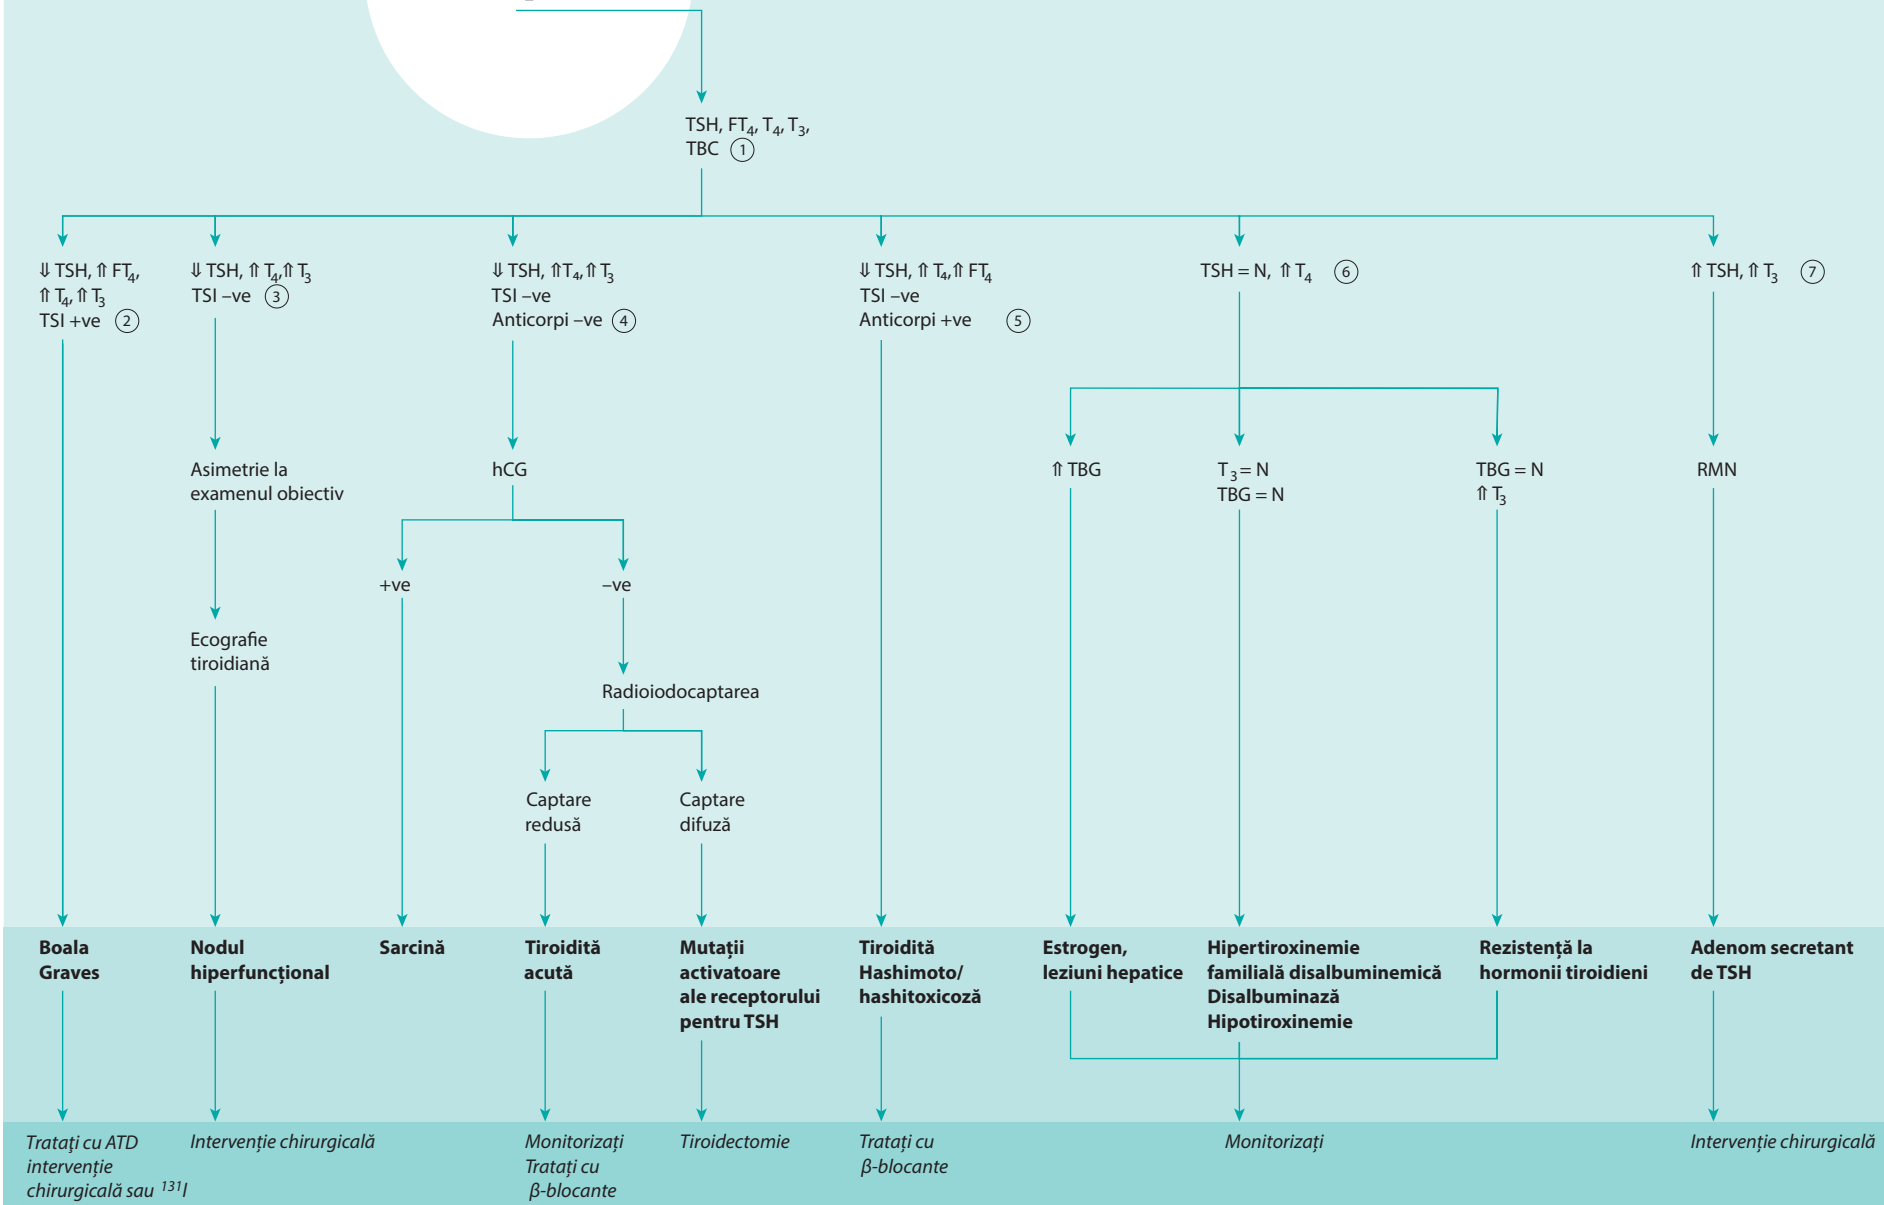 TSH, FT₄, T₄, T₃,
TBC ①
⇓ TSH, ⇑ FT₄,
⇑ T₄, ⇑ T₃
TSI +ve ②
⇓ TSH, ⇑ T₄, ⇑ T₃
TSI –ve ③
⇓ TSH, ⇑T₄, ⇑ T₃
TSI –ve
Anticorpi –ve ④
⇓ TSH, ⇑ T₄, ⇑ FT₄
TSI –ve
Anticorpi +ve ⑤
TSH = N, ⇑ T₄ ⑥
⇑ TSH, ⇑ T₃ ⑦
Asimetrie la
examenul obiectiv
hCG
⇑ TBG
T₃ = N
TBG = N
TBG = N
⇑ T₃
RMN
+ve
–ve
Ecografie
tiroidiană
Radioiodocaptarea
Captare
redusă
Captare
difuză
Boala
Graves
Nodul
hiperfuncțional
Sarcină
Tiroidită
acută
Mutații
activatoare
ale receptorului
pentru TSH
Tiroidită
Hashimoto/
hashitoxicoză
Estrogen,
leziuni hepatice
Hipertiroxinemie
familială disalbuminemică
Disalbuminază
Hipotiroxinemie
Rezistență la
hormonii tiroidieni
Adenom secretant
de TSH
Tratați cu ATD
intervenție
chirurgicală sau ¹³¹I
Intervenție chirurgicală
Monitorizați
Tratați cu
β-blocante
Tiroidectomie
Tratați cu
β-blocante
Monitorizați
Intervenție chirurgicală